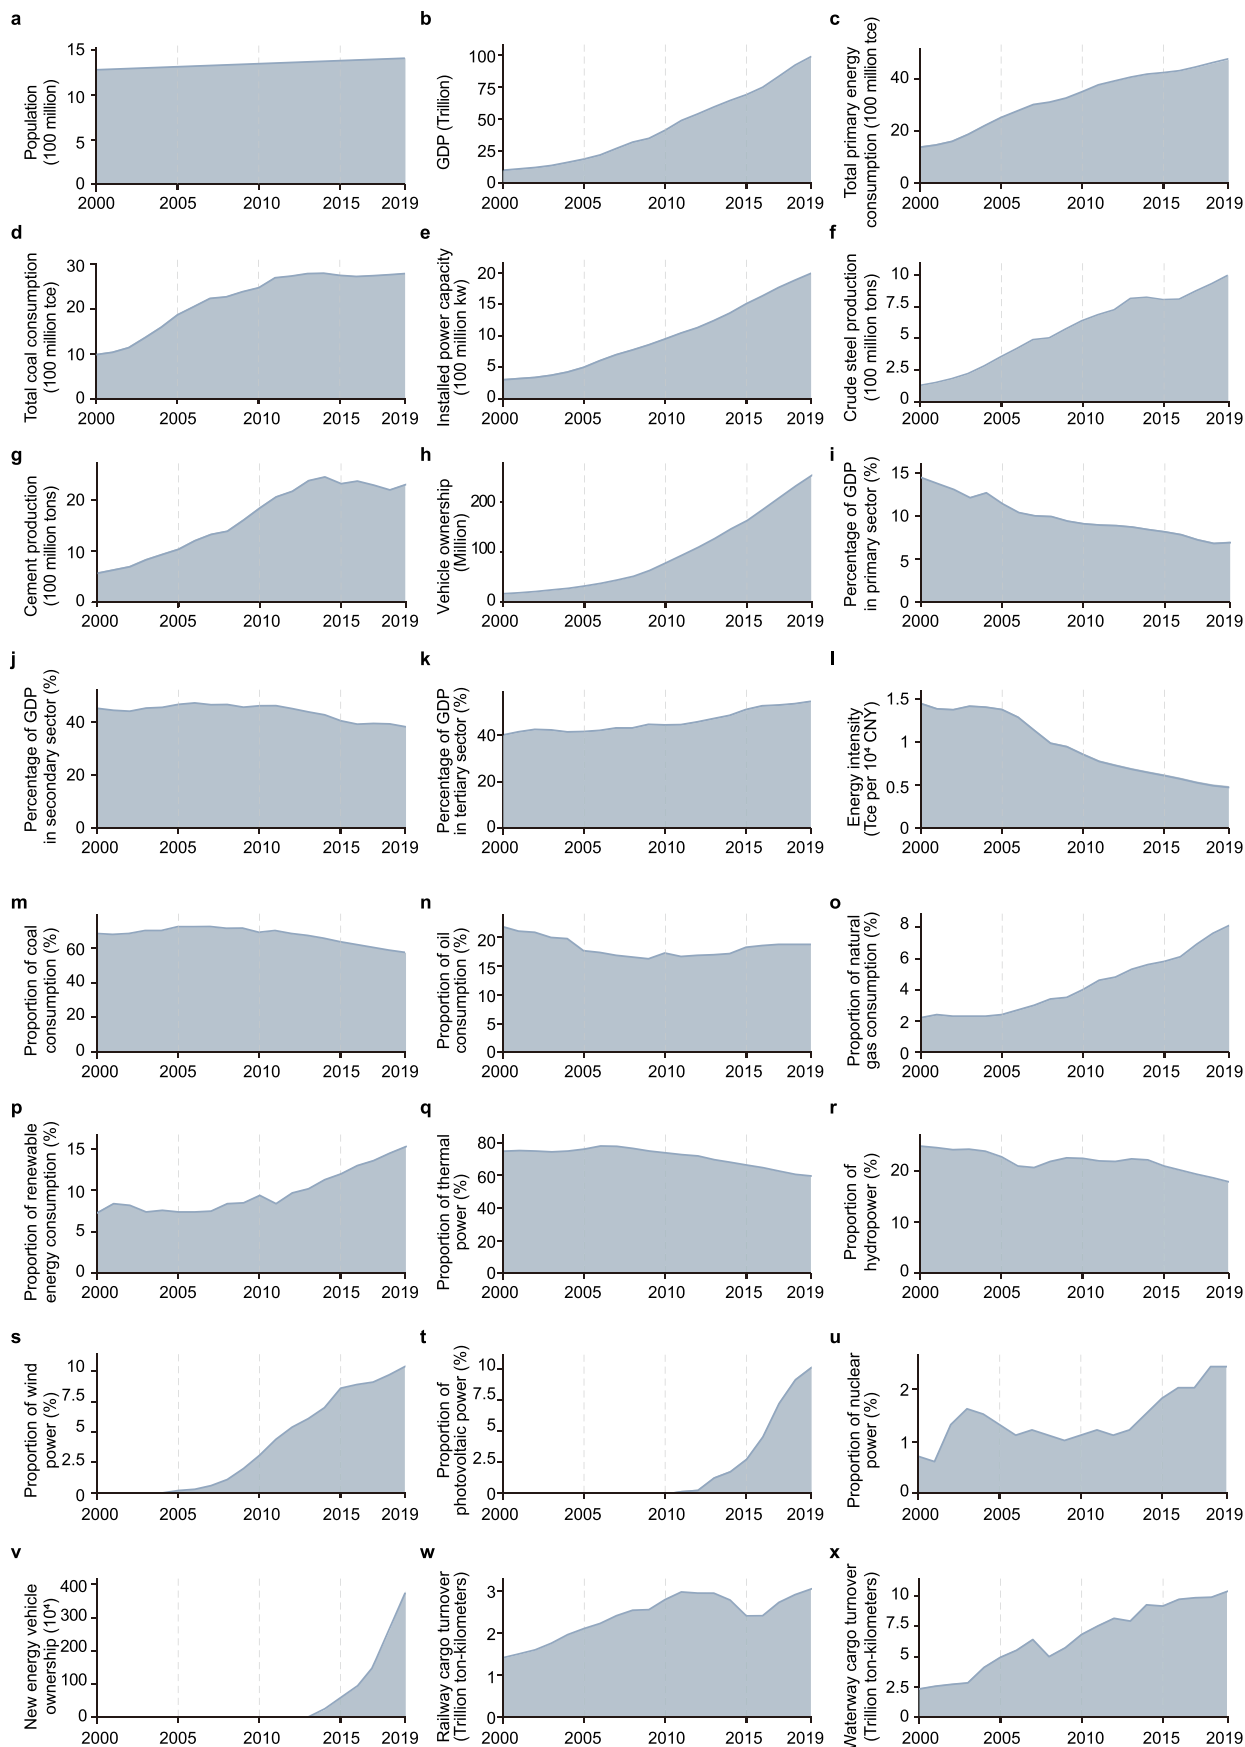 a
Population
(100 million)
15
10
5
0
2000 2005 2010 2015 2019
b
GDP (Trillion)
100
75
50
25
0
2000 2005 2010 2015 2019
c
Total primary energy
consumption (100 million tce)
40
20
0
2000 2005 2010 2015 2019
d
Total coal consumption
(100 million tce)
30
20
10
0
2000 2005 2010 2015 2019
e
Installed power capacity
(100 million kw)
20
15
10
5
0
2000 2005 2010 2015 2019
f
Crude steel production
(100 million tons)
10
7.5
5
2.5
0
2000 2005 2010 2015 2019
g
Cement production
(100 million tons)
20
10
0
2000 2005 2010 2015 2019
h
Vehicle ownership
(Million)
200
100
0
2000 2005 2010 2015 2019
i
Percentage of GDP
in primary sector (%)
15
10
5
0
2000 2005 2010 2015 2019
j
Percentage of GDP
in secondary sector (%)
40
20
0
2000 2005 2010 2015 2019
k
Percentage of GDP
in tertiary sector (%)
40
20
0
2000 2005 2010 2015 2019
l
Energy intensity
(Tce per 10⁴ CNY)
1.5
1
0.5
0
2000 2005 2010 2015 2019
m
Proportion of coal
consumption (%)
60
40
20
0
2000 2005 2010 2015 2019
n
Proportion of oil
consumption (%)
20
15
10
5
0
2000 2005 2010 2015 2019
o
Proportion of natural
gas consumption (%)
8
6
4
2
0
2000 2005 2010 2015 2019
p
Proportion of renewable
energy consumption (%)
15
10
5
0
2000 2005 2010 2015 2019
q
Proportion of thermal
power (%)
80
60
40
20
0
2000 2005 2010 2015 2019
r
Proportion of
hydropower (%)
20
10
0
2000 2005 2010 2015 2019
s
Proportion of wind
power (%)
10
7.5
5
2.5
0
2000 2005 2010 2015 2019
t
Proportion of
photovoltaic power (%)
10
7.5
5
2.5
0
2000 2005 2010 2015 2019
u
Proportion of nuclear
power (%)
2
1
0
2000 2005 2010 2015 2019
v
New energy vehicle
ownership (10⁴)
400
300
200
100
0
2000 2005 2010 2015 2019
w
Railway cargo turnover
(Trillion ton-kilometers)
3
2
1
0
2000 2005 2010 2015 2019
x
Waterway cargo turnover
(Trillion ton-kilometers)
10
7.5
5
2.5
0
2000 2005 2010 2015 2019